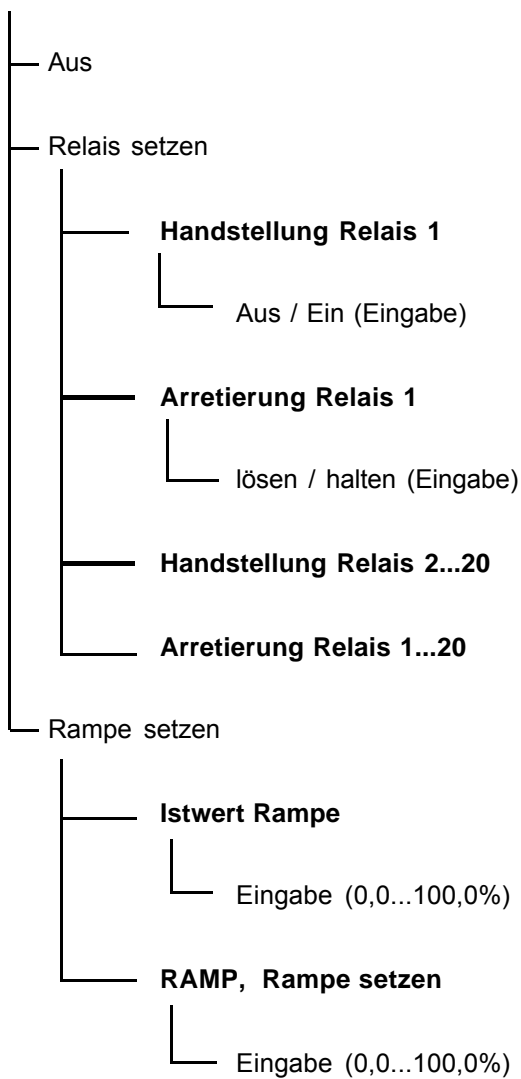 Aus
Relais setzen
Handstellung Relais 1
Aus / Ein (Eingabe)
Arretierung Relais 1
lösen / halten (Eingabe)
Handstellung Relais 2...20
Arretierung Relais 1...20
Rampe setzen
Istwert Rampe
Eingabe (0,0...100,0%)
RAMP, Rampe setzen
Eingabe (0,0...100,0%)